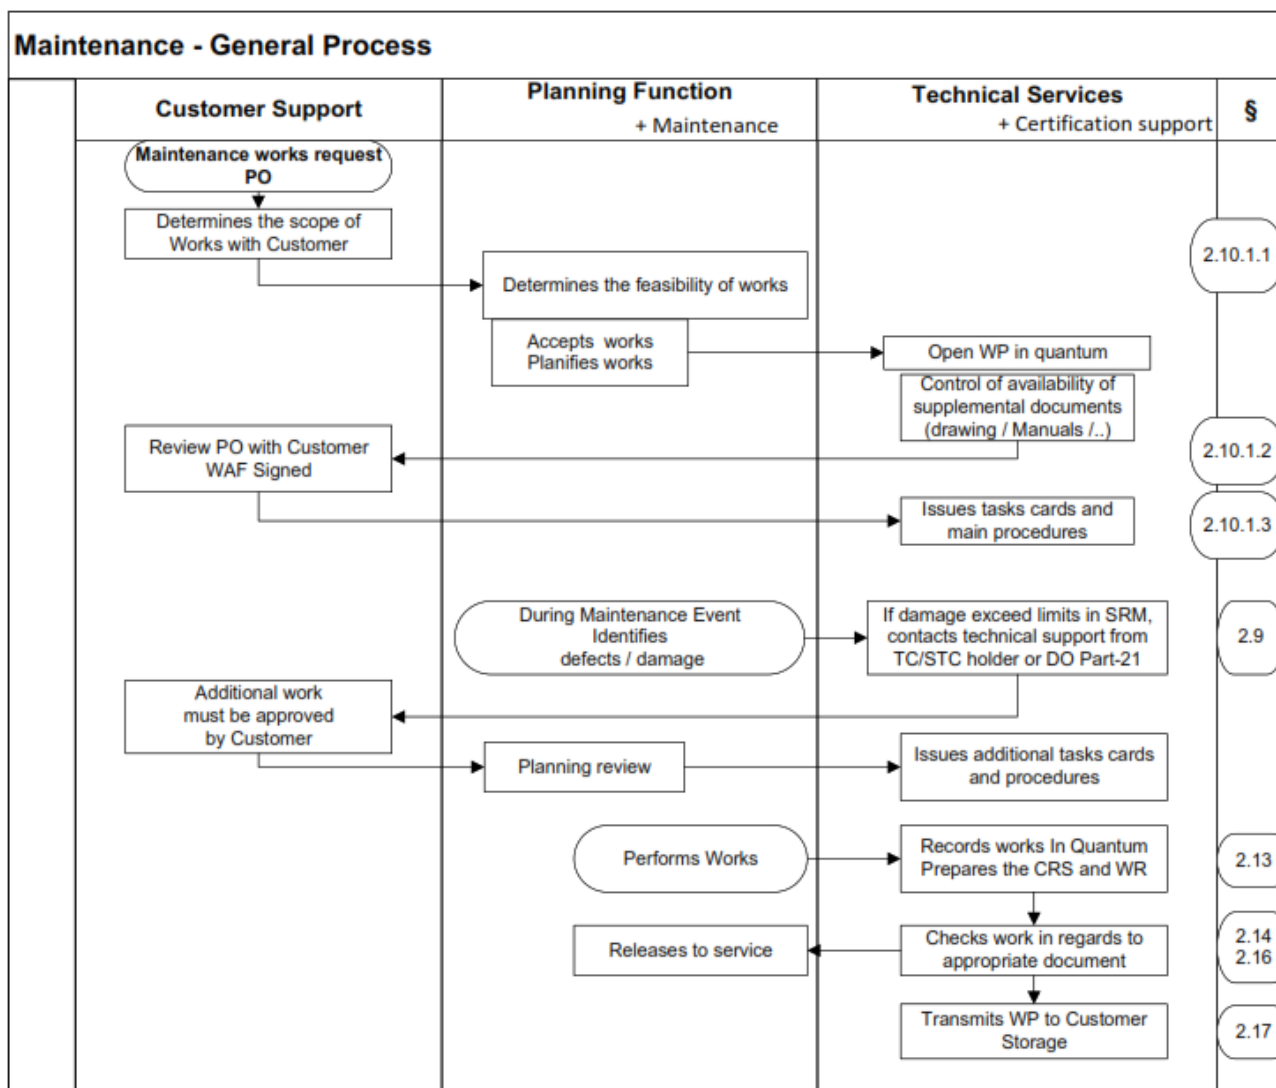 Maintenance - General Process
Customer Support
Planning Function
+ Maintenance
Technical Services
+ Certification support
§
Maintenance works request
PO
Determines the scope of
Works with Customer
2.10.1.1
Determines the feasibility of works
Accepts works
Planifies works
Open WP in quantum
Control of availability of
supplemental documents
(drawing / Manuals /..)
Review PO with Customer
WAF Signed
2.10.1.2
Issues tasks cards and
main procedures
2.10.1.3
During Maintenance Event
Identifies
defects / damage
If damage exceed limits in SRM,
contacts technical support from
TC/STC holder or DO Part-21
2.9
Additional work
must be approved
by Customer
Planning review
Issues additional tasks cards
and procedures
Performs Works
Records works In Quantum
Prepares the CRS and WR
2.13
Releases to service
Checks work in regards to
appropriate document
2.14
2.16
Transmits WP to Customer
Storage
2.17